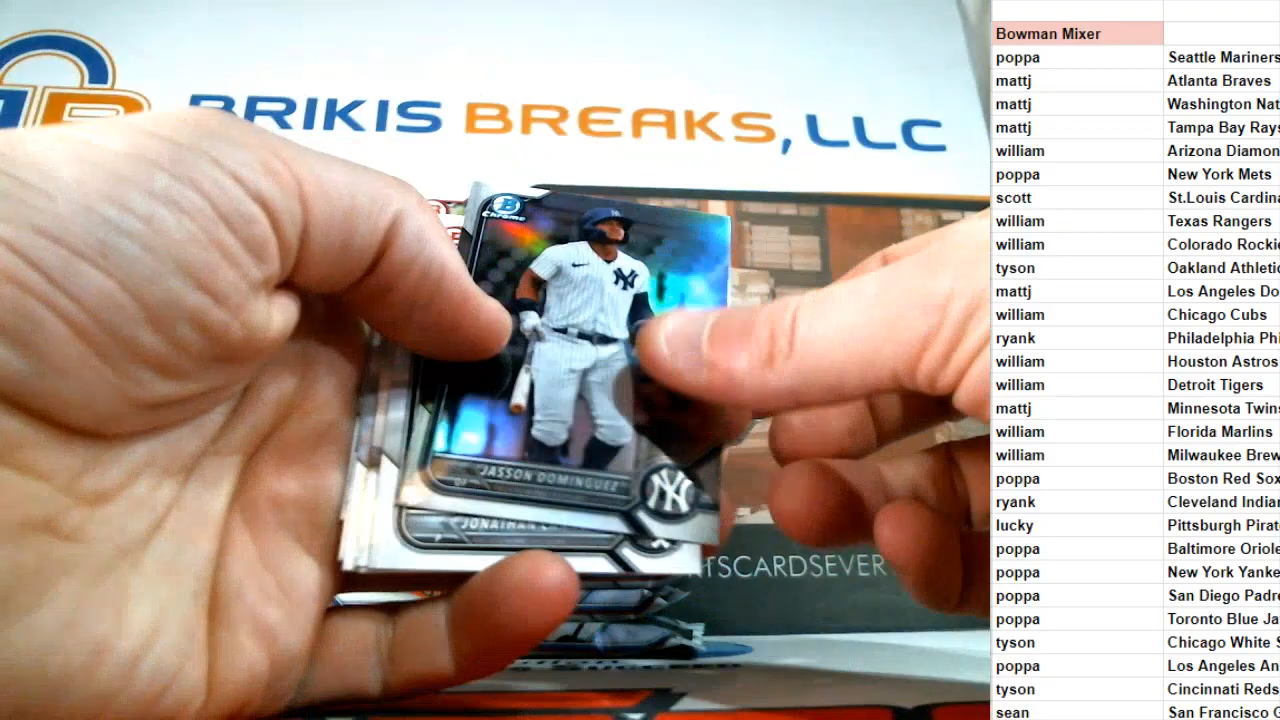 BRIKIS BREAKS, LLC
B
Chrome
NY
JASSON DOMINGUEZ
OF
JONATHAN
TSCARDSEVER
Bowman Mixer
poppa Seattle Mariners
mattj Atlanta Braves
mattj Washington Nat
mattj Tampa Bay Rays
william Arizona Diamon
poppa New York Mets
scott St.Louis Cardina
william Texas Rangers
william Colorado Rockie
tyson Oakland Athletic
mattj Los Angeles Do
william Chicago Cubs
ryank Philadelphia Phi
william Houston Astros
william Detroit Tigers
mattj Minnesota Twins
william Florida Marlins
william Milwaukee Brew
poppa Boston Red Sox
ryank Cleveland Indian
lucky Pittsburgh Pirat
poppa Baltimore Oriole
poppa New York Yanke
poppa San Diego Padre
poppa Toronto Blue Ja
tyson Chicago White S
poppa Los Angeles An
tyson Cincinnati Reds
sean San Francisco G